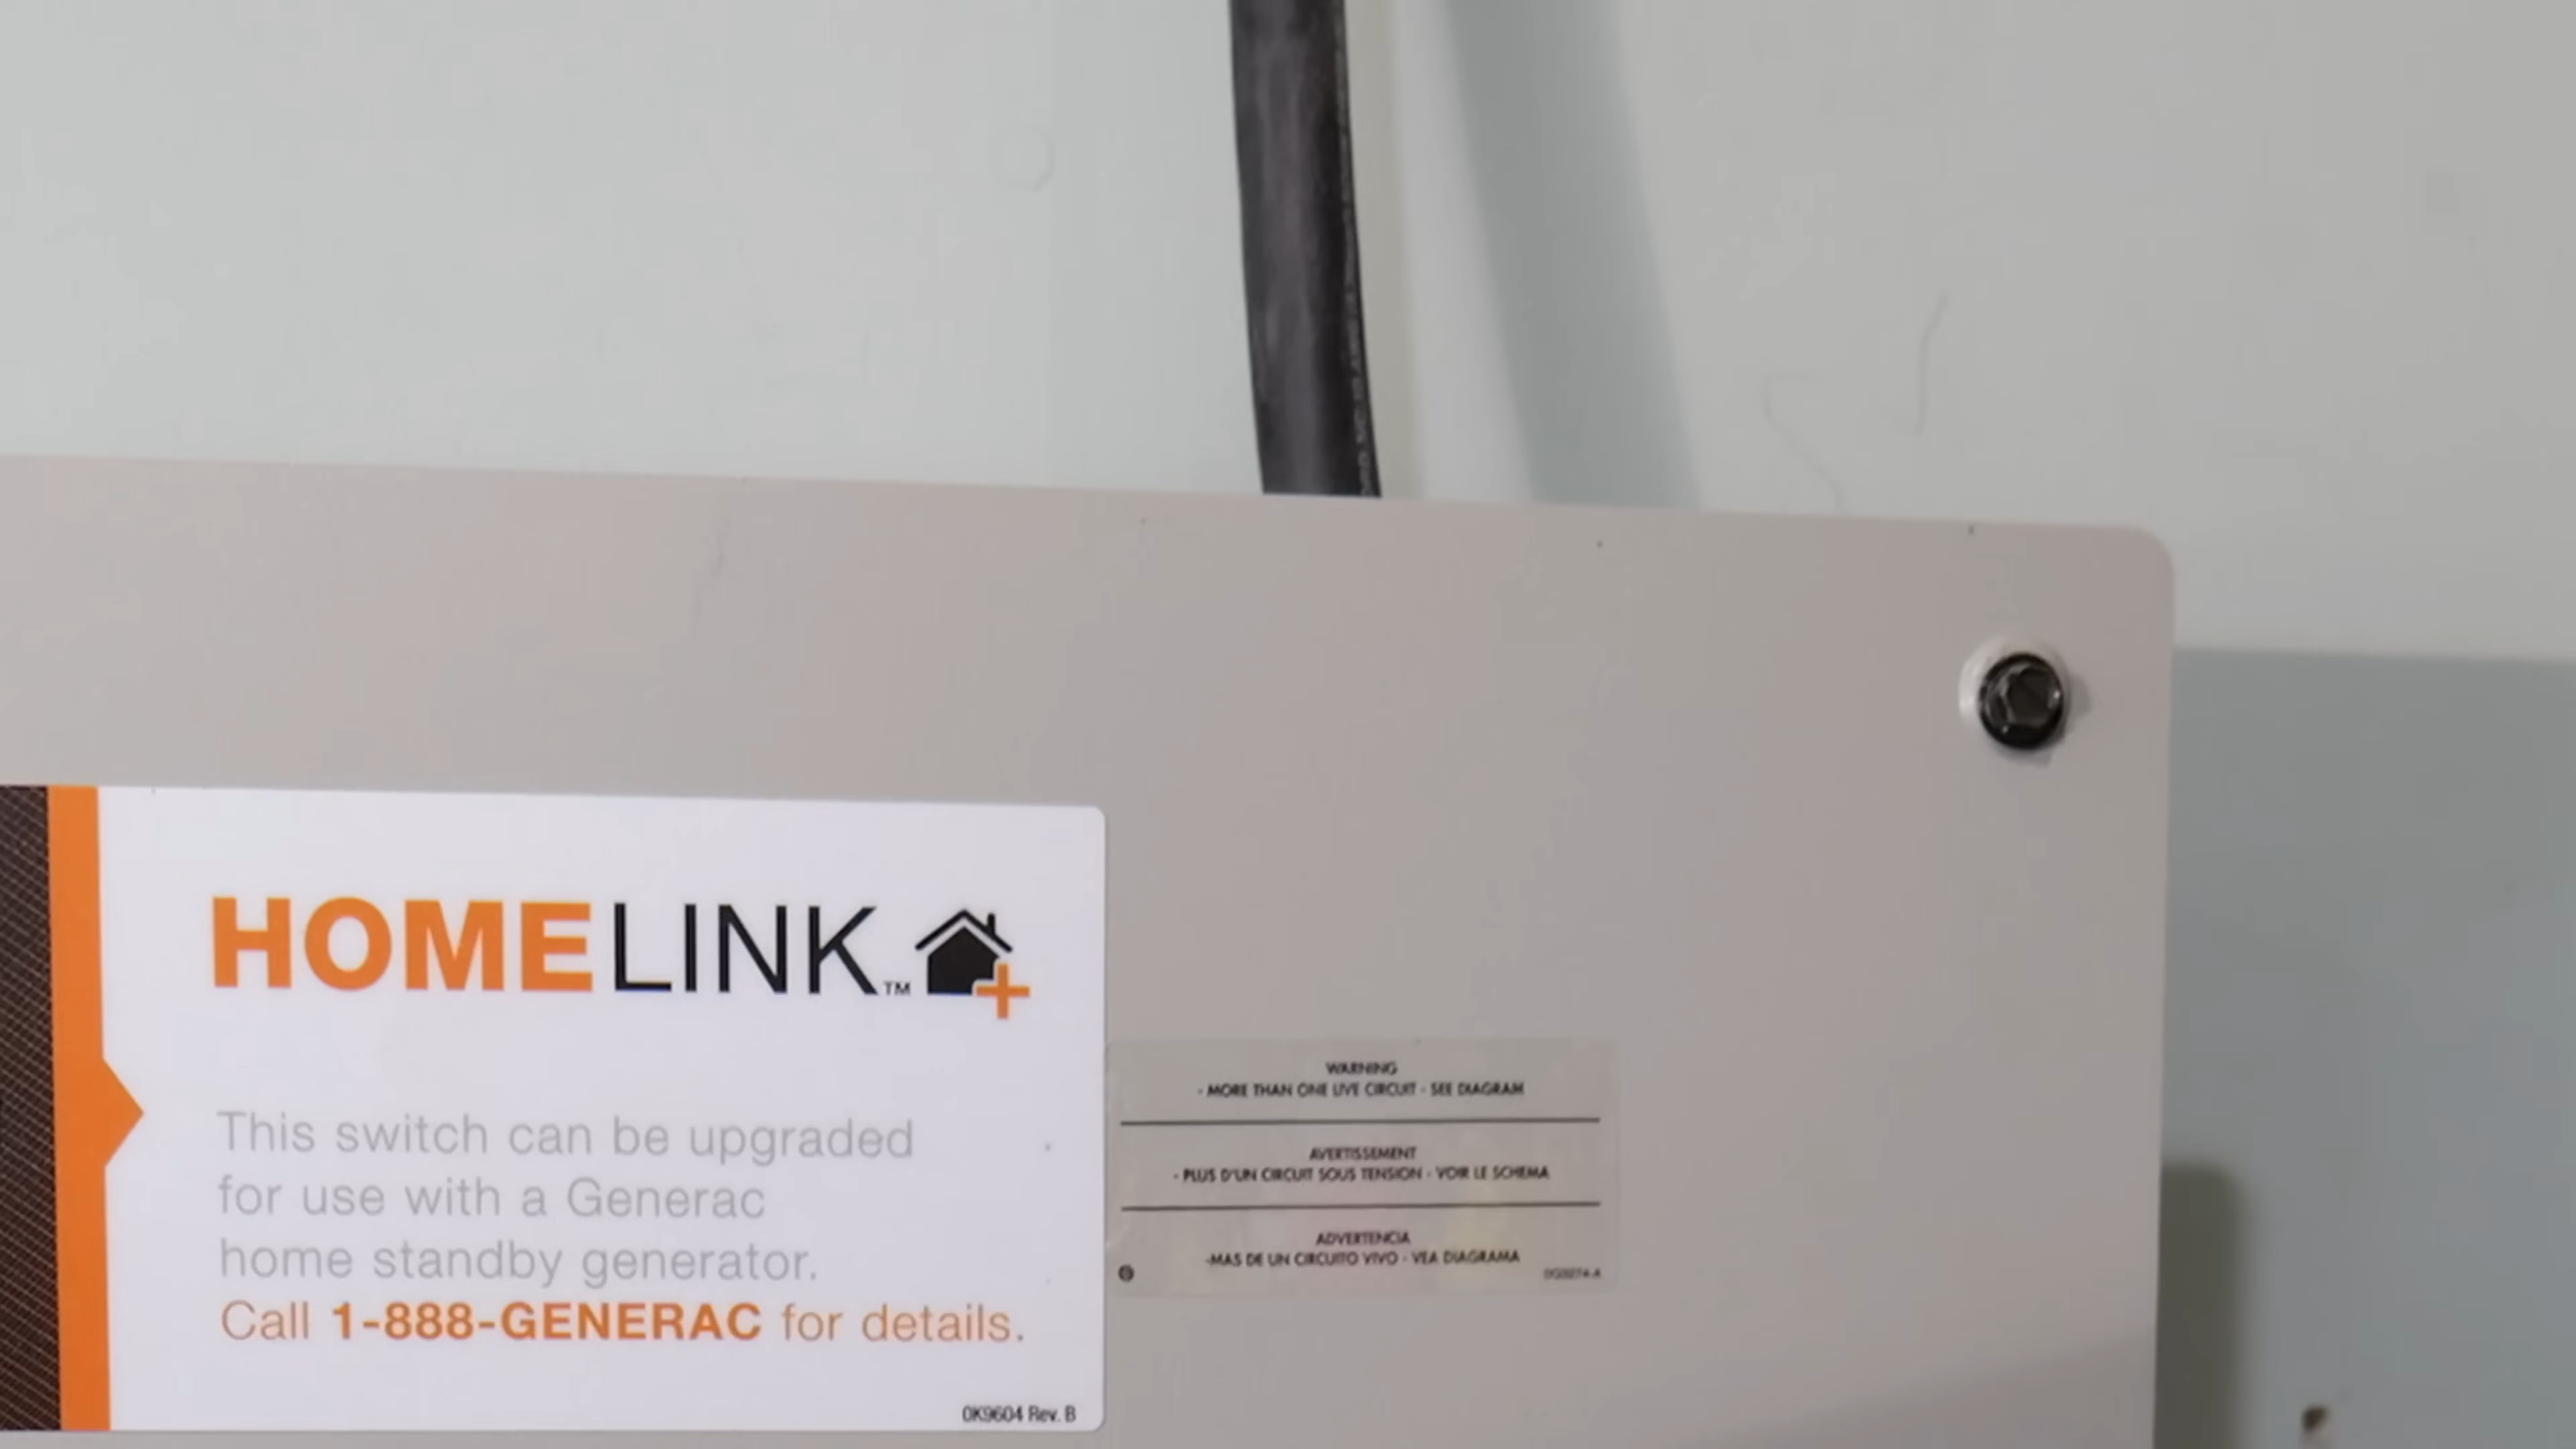 HOMELINK™
This switch can be upgraded
for use with a Generac
home standby generator.
Call 1-888-GENERAC for details.
0K9604 Rev. B
WARNING
- MORE THAN ONE LIVE CIRCUIT - SEE DIAGRAM
AVERTISSEMENT
- PLUS D'UN CIRCUIT SOUS TENSION - VOIR LE SCHEMA
ADVERTENCIA
-MAS DE UN CIRCUITO VIVO - VEA DIAGRAMA